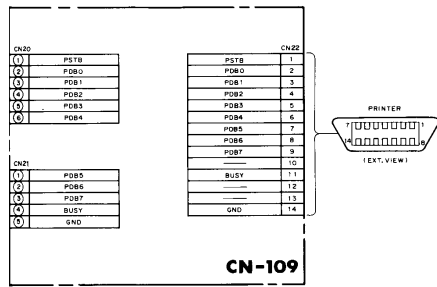 CN20
1 PSTB
2 PDB0
3 PDB1
4 PDB2
5 PDB3
6 PDB4
CN21
1 PDB5
2 PDB6
3 PDB7
4 BUSY
5 GND
CN22
PSTB 1
PDB0 2
PDB1 3
PDB2 4
PDB3 5
PDB4 6
PDB5 7
PDB6 8
PDB7 9
— 10
BUSY 11
— 12
— 13
GND 14
PRINTER
7 1
14 8
(EXT. VIEW)
CN-109